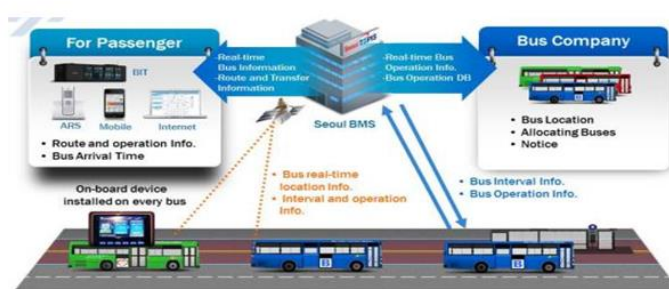 For Passenger
BIT
ARS Mobile Internet
• Route and operation Info.
• Bus Arrival Time
-Real-time
Bus Information
-Route and Transfer
Information
Seoul BMS
-Real-time Bus
Operation Info.
-Bus Operation DB
Bus Company
• Bus Location
• Allocating Buses
• Notice
On-board device
installed on every bus
• Bus real-time
location Info.
• Interval and operation
Info.
• Bus Interval Info.
• Bus Operation Info.
B
B